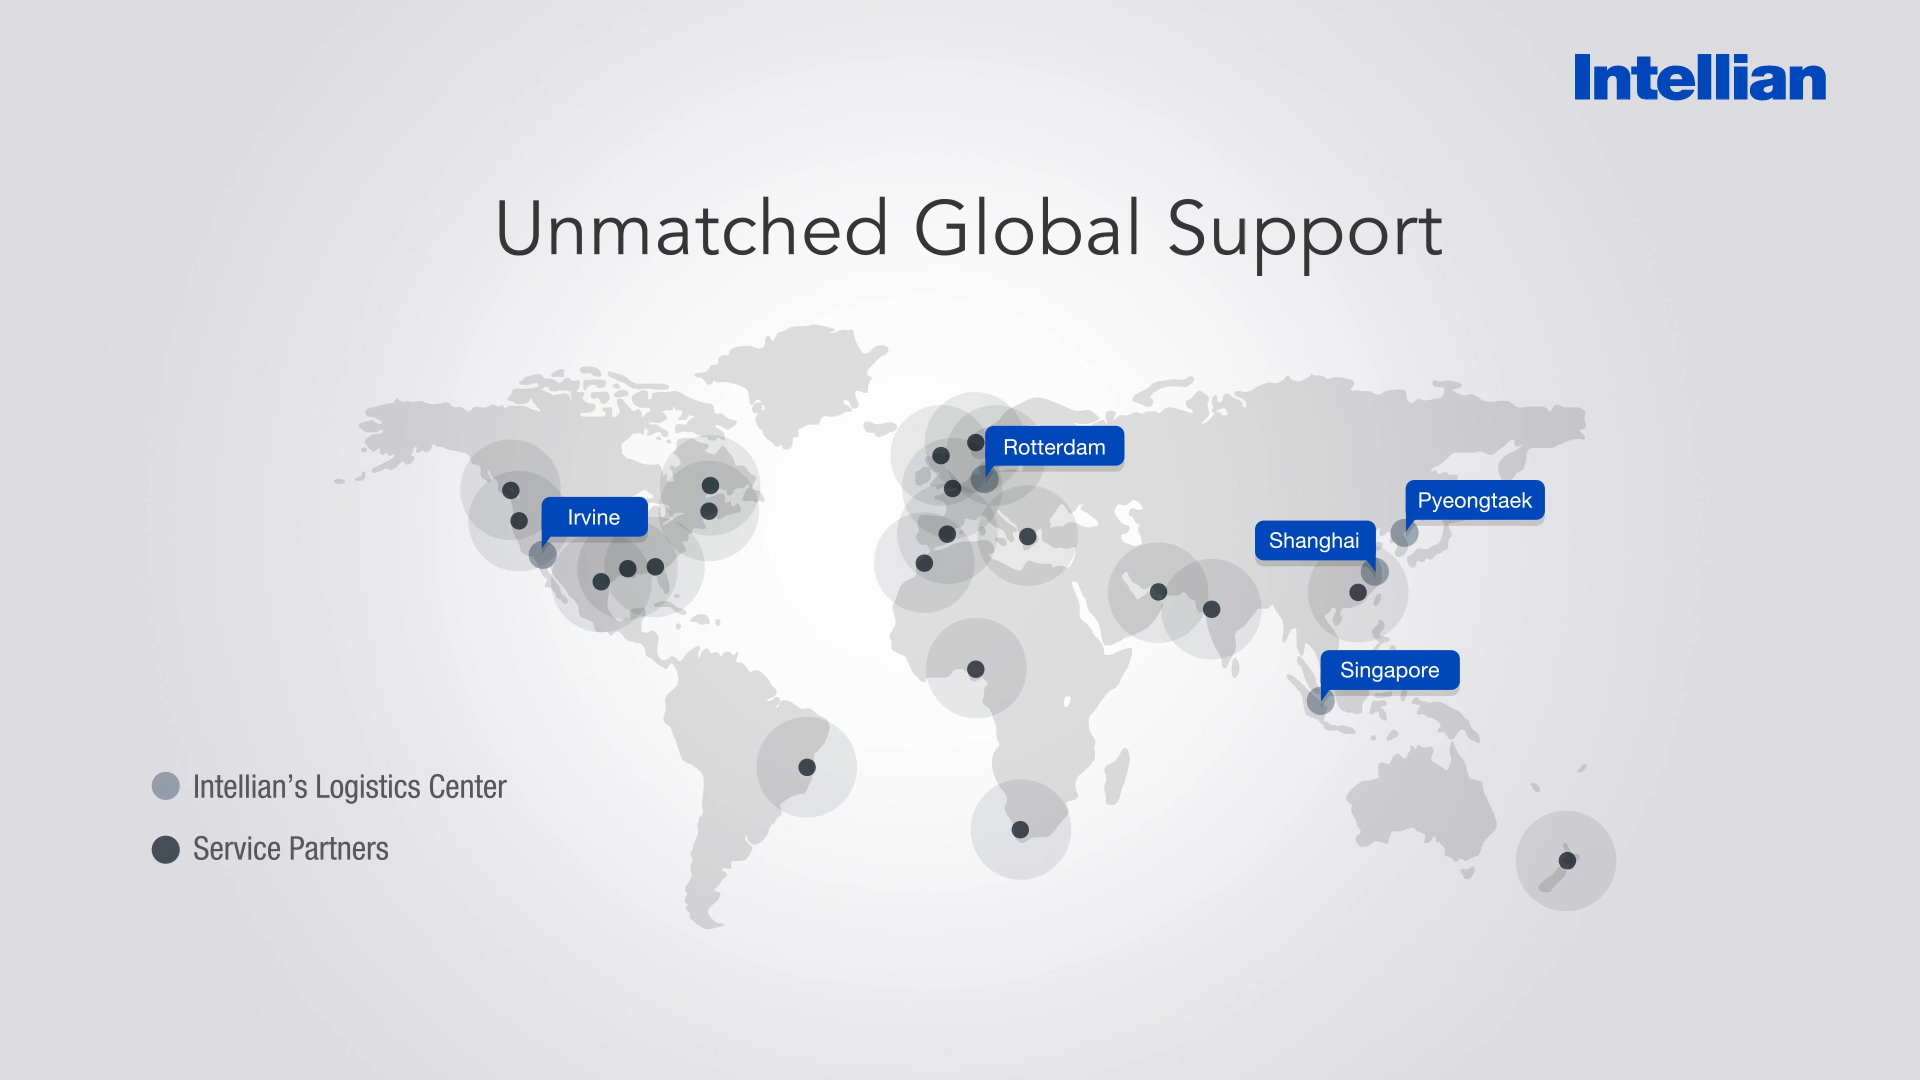 Intellian
Unmatched Global Support
Rotterdam
Pyeongtaek
Irvine
Shanghai
Singapore
Intellian’s Logistics Center
Service Partners